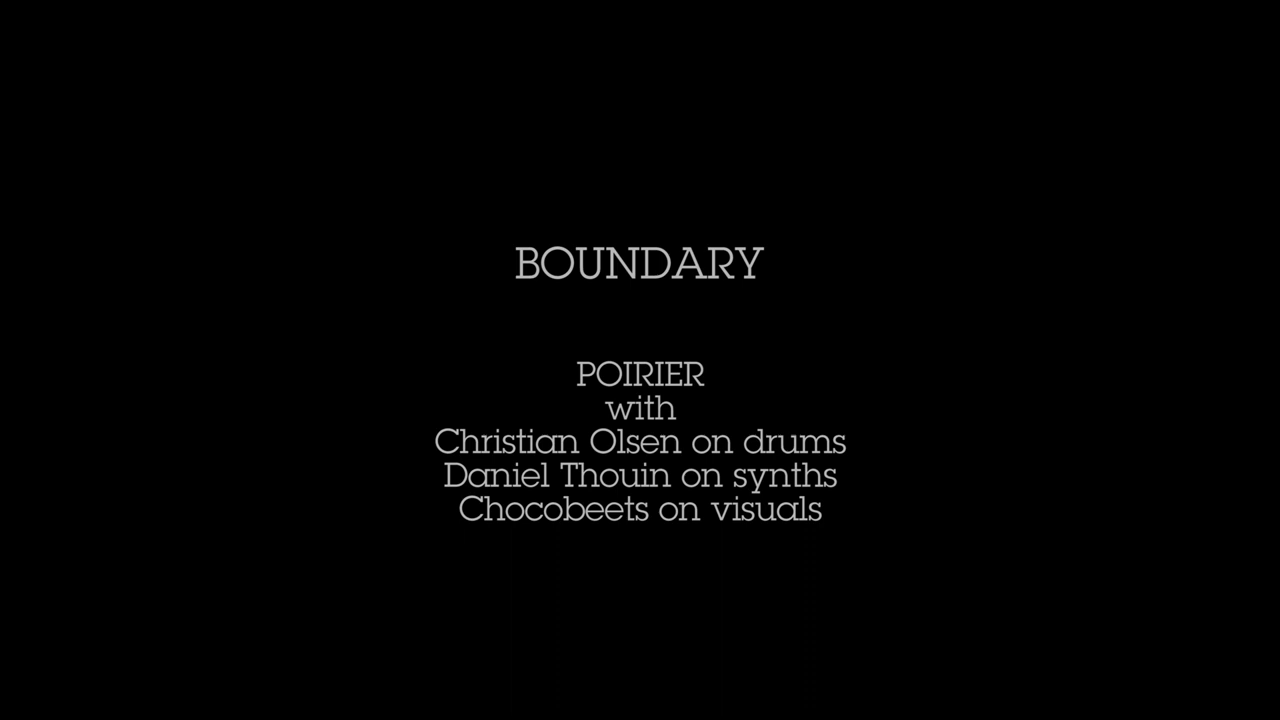 BOUNDARY
POIRIER
with
Christian Olsen on drums
Daniel Thouin on synths
Chocobeets on visuals